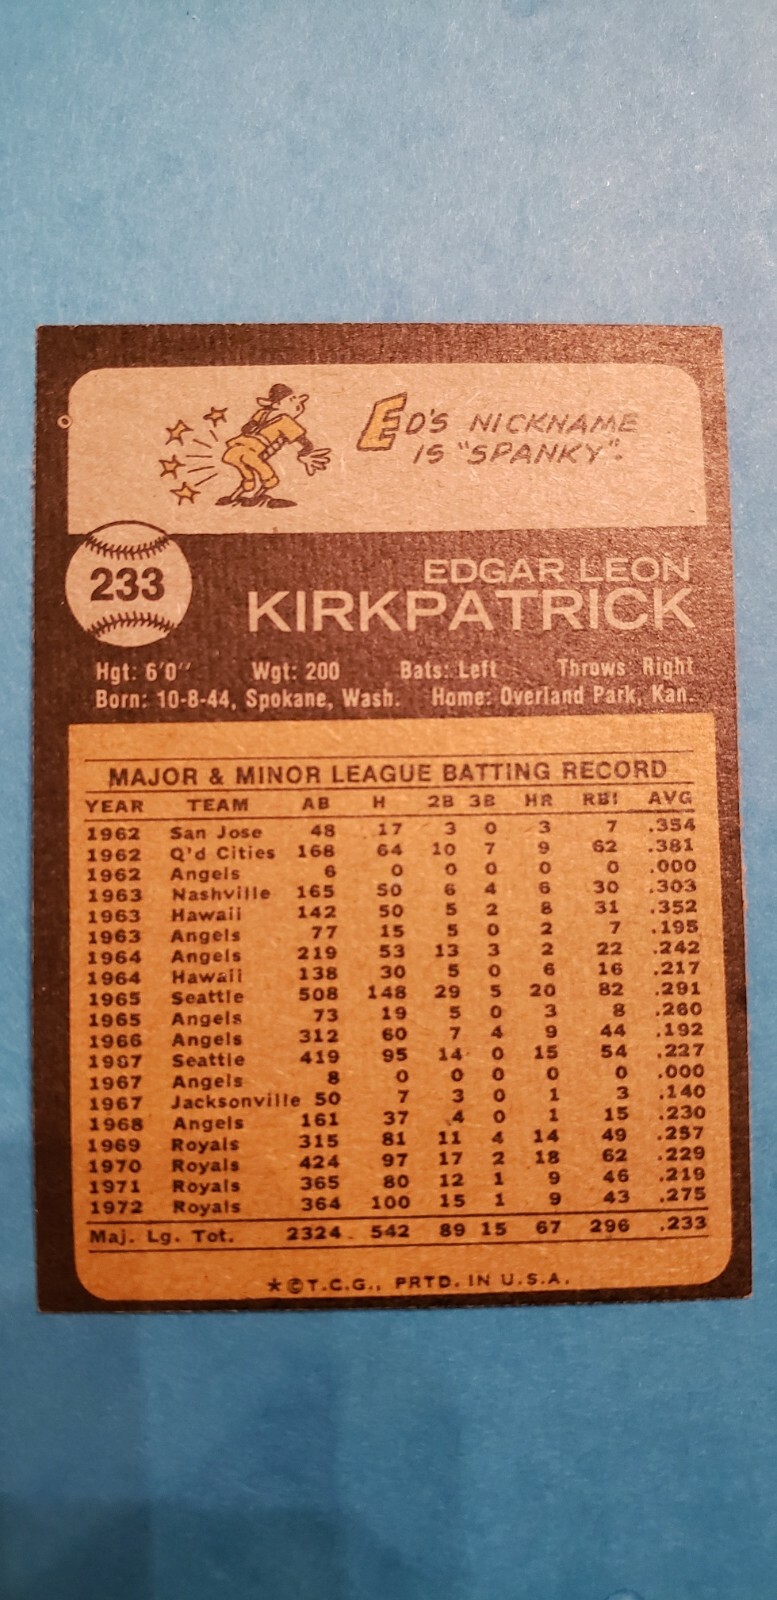 ED'S NICKNAME
IS "SPANKY".
233
EDGAR LEON
KIRKPATRICK
Hgt: 6'0" Wgt: 200 Bats: Left Throws Right
Born: 10-8-44, Spokane, Wash. Home: Overland Park, Kan.
MAJOR & MINOR LEAGUE BATTING RECORD
YEAR TEAM AB H 2B 3B HR RBI AVG
1962 San Jose 48 17 3 0 3 7 .354
1962 Q'd Cities 168 64 10 7 9 62 .381
1962 Angels 6 0 0 0 0 0 .000
1963 Nashville 165 50 6 4 6 30 .303
1963 Hawaii 142 50 5 2 8 31 .352
1963 Angels 77 15 5 0 2 7 .195
1964 Angels 219 53 13 3 2 22 .242
1964 Hawaii 138 30 5 0 6 16 .217
1965 Seattle 508 148 29 5 20 82 .291
1965 Angels 73 19 5 0 3 8 .260
1966 Angels 312 60 7 4 9 44 .192
1967 Seattle 419 95 14 0 15 54 .227
1967 Angels 8 0 0 0 0 0 .000
1967 Jacksonville 50 7 3 0 1 3 .140
1968 Angels 161 37 4 0 1 15 .230
1969 Royals 315 81 11 4 14 49 .257
1970 Royals 424 97 17 2 18 62 .229
1971 Royals 365 80 12 1 9 46 .219
1972 Royals 364 100 15 1 9 43 .275
Maj. Lg. Tot. 2324 542 89 15 67 296 .233
★©T.C.G., PRTD. IN U.S.A.